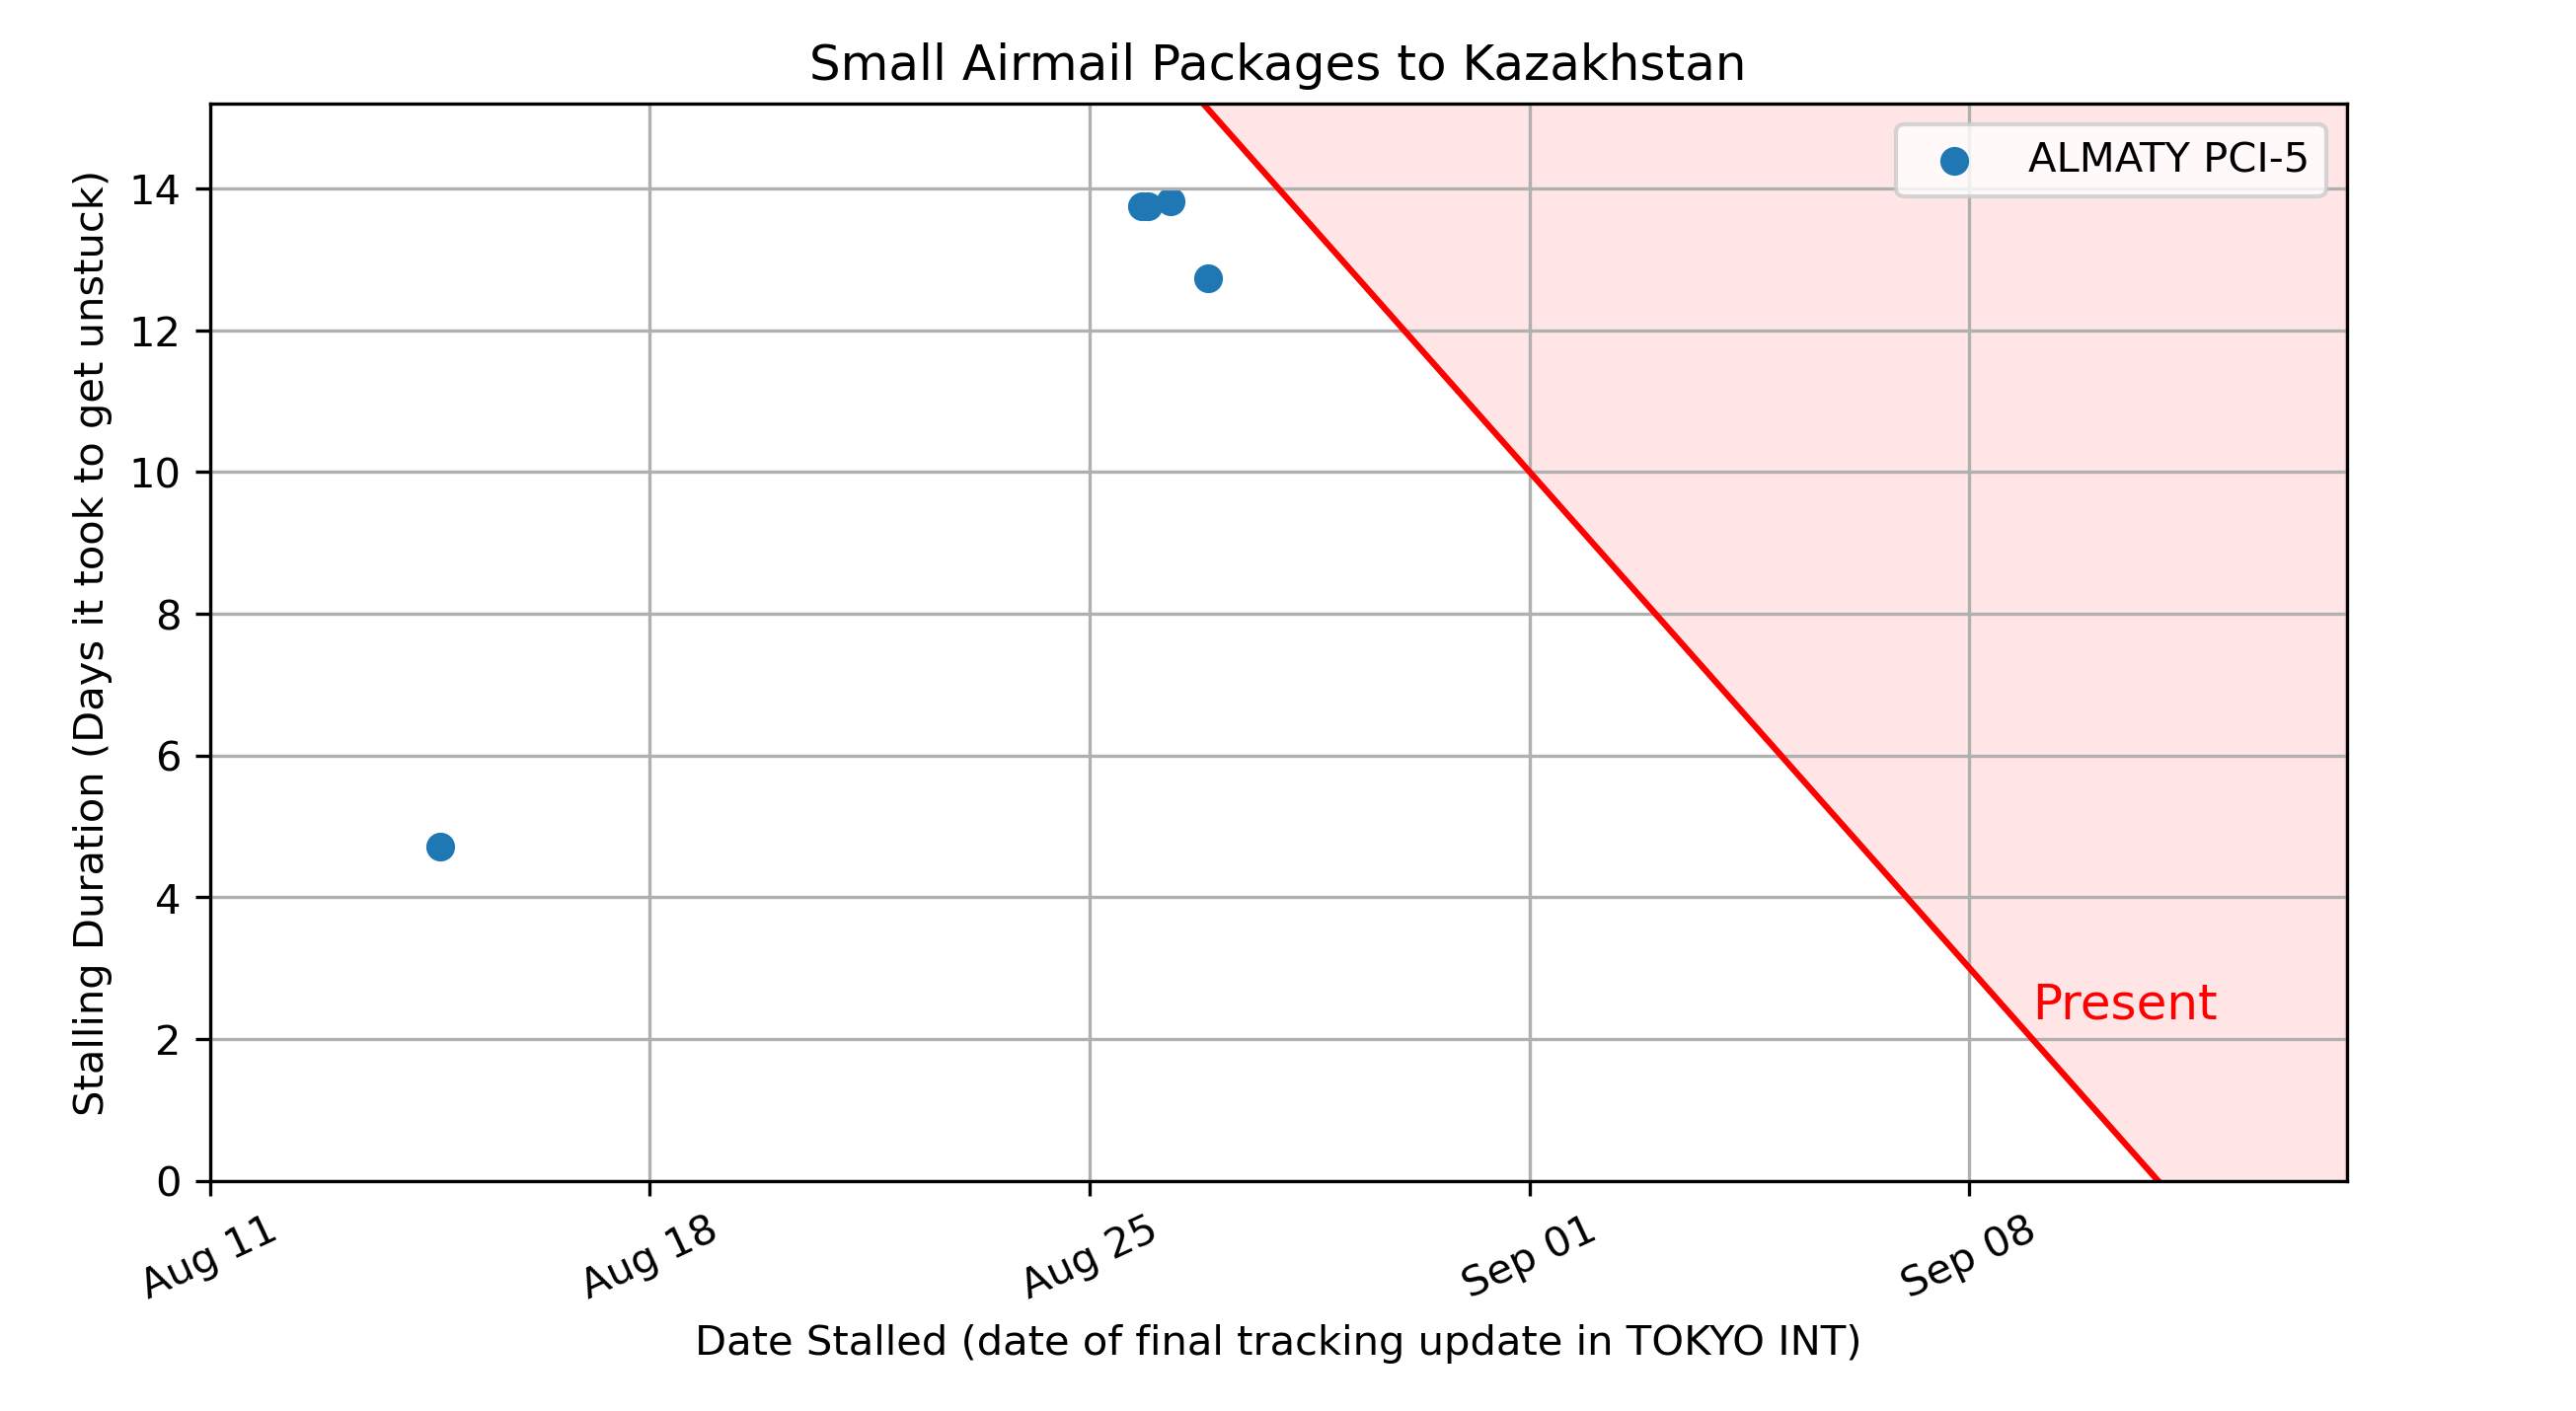 Small Airmail Packages to Kazakhstan
ALMATY PCI-5
Stalling Duration (Days it took to get unstuck)
14
12
10
8
6
4
2
0
Present
Aug 11
Aug 18
Aug 25
Sep 01
Sep 08
Date Stalled (date of final tracking update in TOKYO INT)